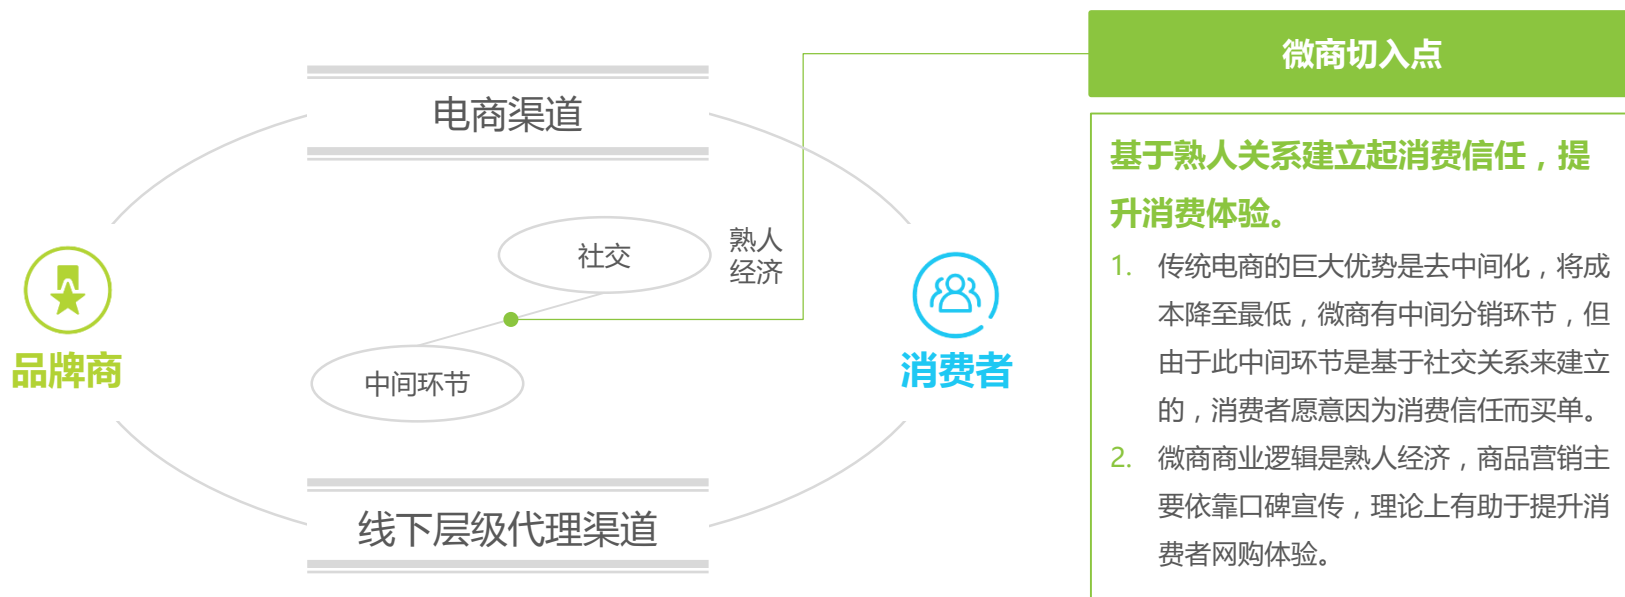 电商渠道
社交
熟人
经济
中间环节
品牌商
消费者
线下层级代理渠道
微商切入点
基于熟人关系建立起消费信任，提
升消费体验。
1. 传统电商的巨大优势是去中间化，将成
本降至最低，微商有中间分销环节，但
由于此中间环节是基于社交关系来建立
的，消费者愿意因为消费信任而买单。
2. 微商商业逻辑是熟人经济，商品营销主
要依靠口碑宣传，理论上有助于提升消
费者网购体验。